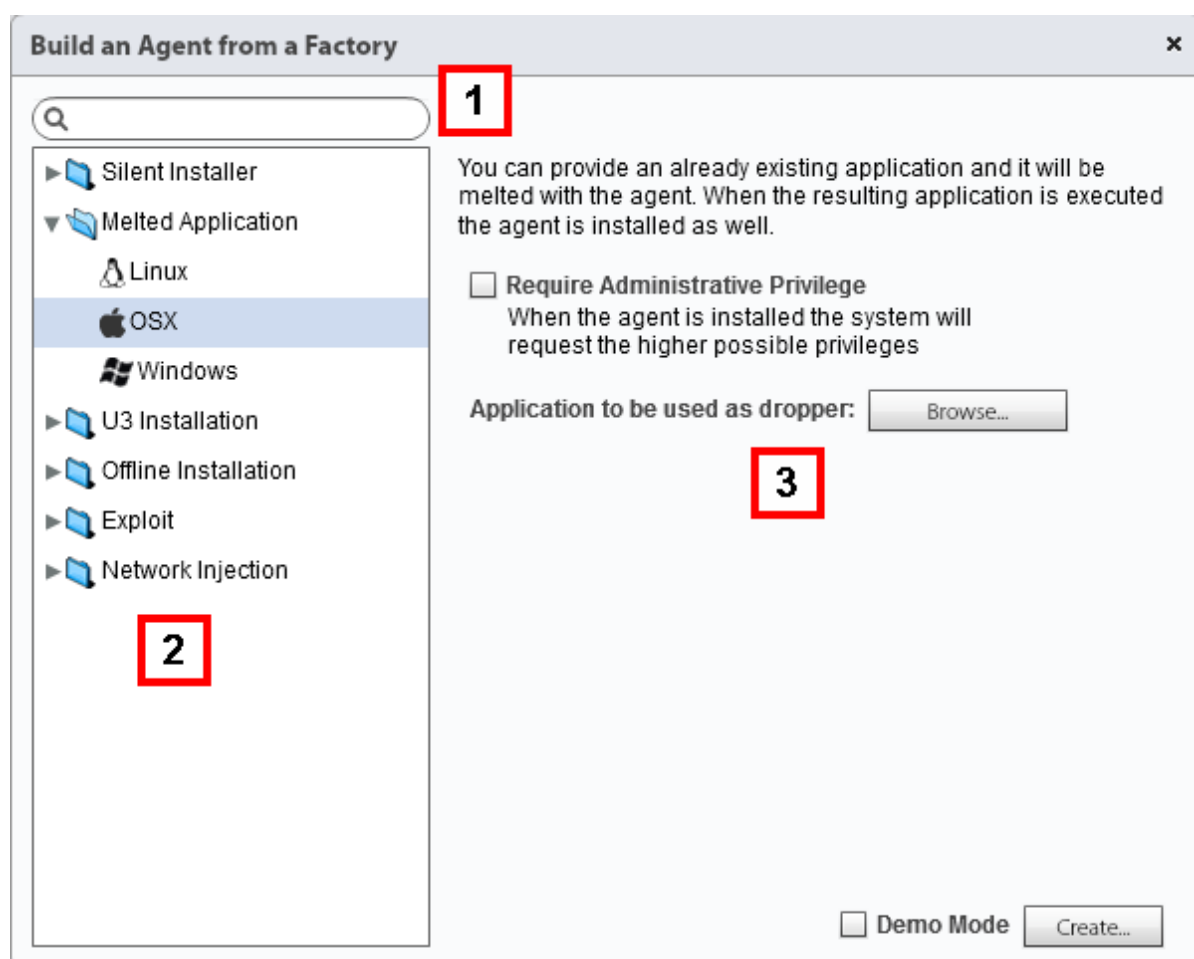 Build an Agent from a Factory
1
Silent Installer
Melted Application
Linux
OSX
Windows
U3 Installation
Offline Installation
Exploit
Network Injection
2
You can provide an already existing application and it will be
melted with the agent. When the resulting application is executed
the agent is installed as well.
Require Administrative Privilege
When the agent is installed the system will
request the higher possible privileges
Application to be used as dropper: Browse...
3
Demo Mode Create...